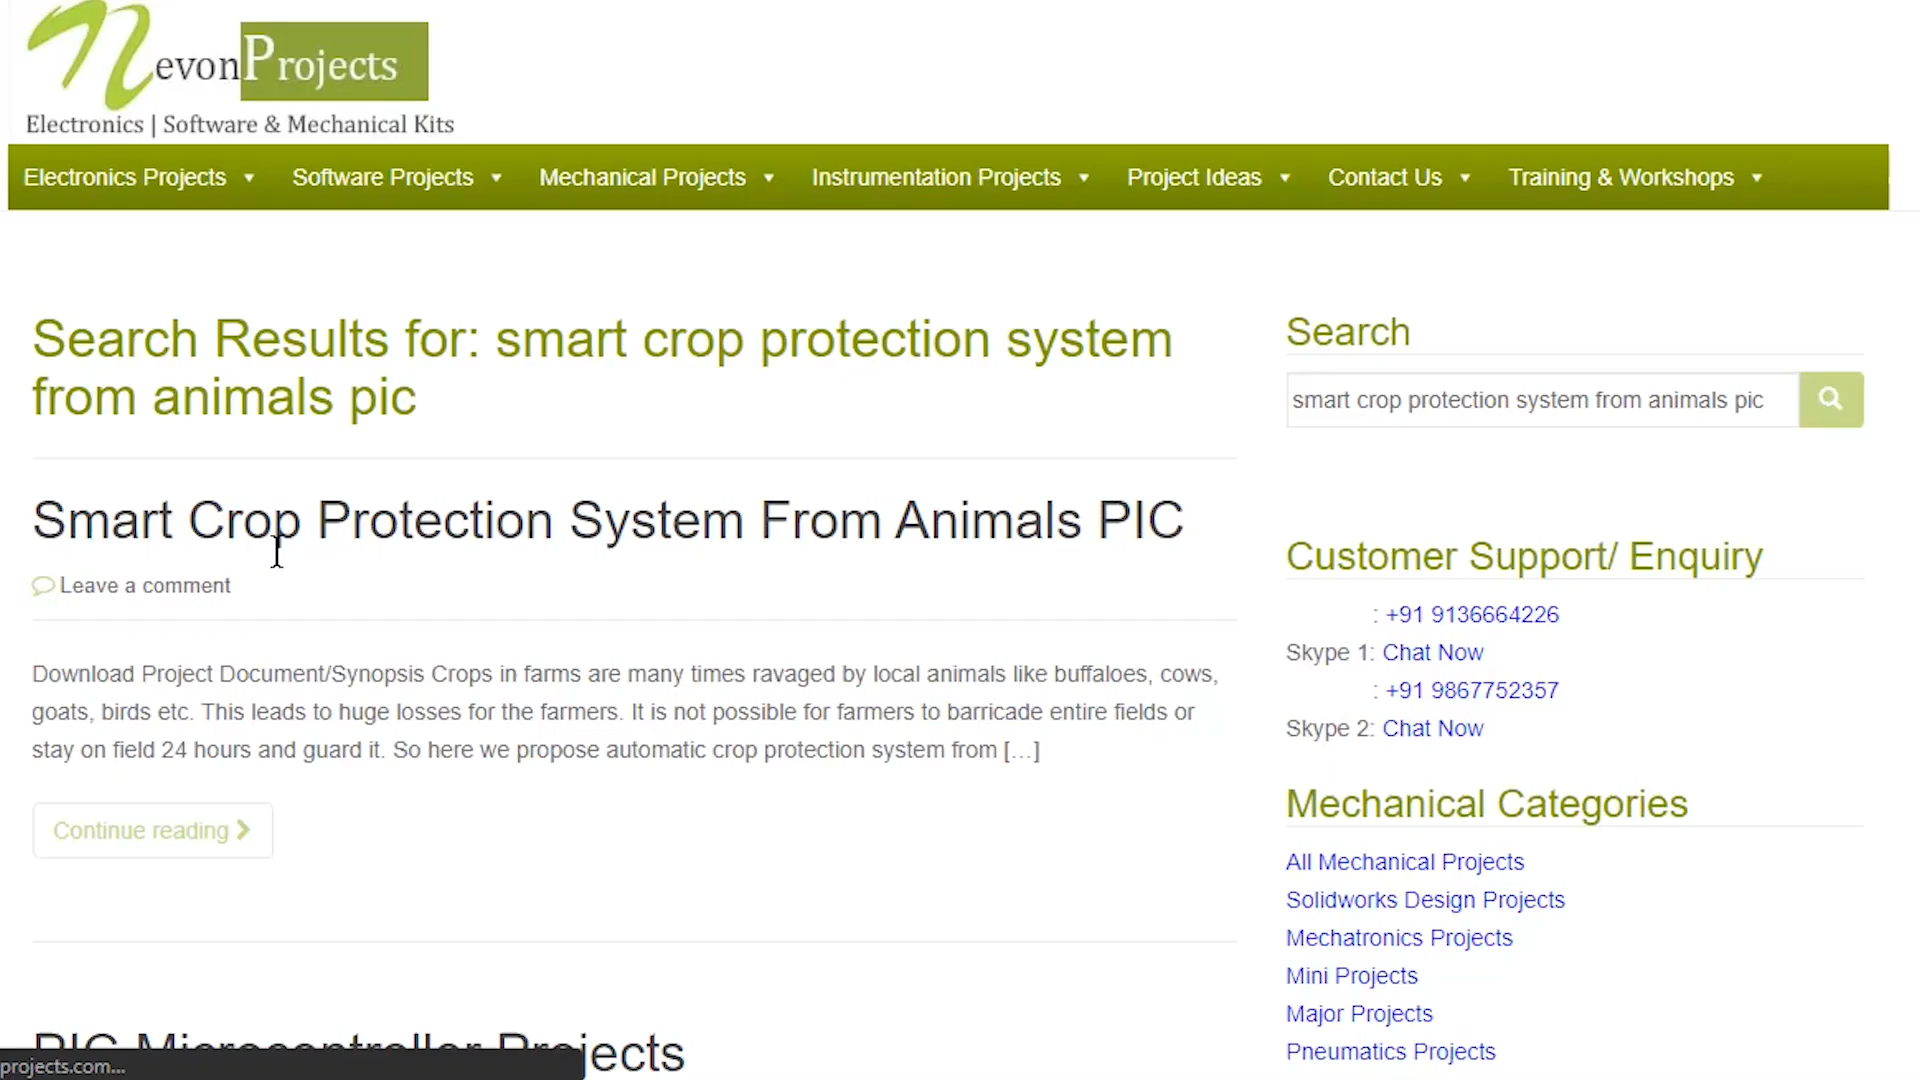 NevonProjects
Electronics | Software & Mechanical Kits
Electronics Projects
Software Projects
Mechanical Projects
Instrumentation Projects
Project Ideas
Contact Us
Training & Workshops
Search Results for: smart crop protection system
from animals pic
Smart Crop Protection System From Animals PIC
Leave a comment
Download Project Document/Synopsis Crops in farms are many times ravaged by local animals like buffaloes, cows,
goats, birds etc. This leads to huge losses for the farmers. It is not possible for farmers to barricade entire fields or
stay on field 24 hours and guard it. So here we propose automatic crop protection system from […]
Continue reading
PIC Microcontroller Projects
projects.com...
Search
smart crop protection system from animals pic
Customer Support/ Enquiry
: +91 9136664226
Skype 1: Chat Now
: +91 9867752357
Skype 2: Chat Now
Mechanical Categories
All Mechanical Projects
Solidworks Design Projects
Mechatronics Projects
Mini Projects
Major Projects
Pneumatics Projects